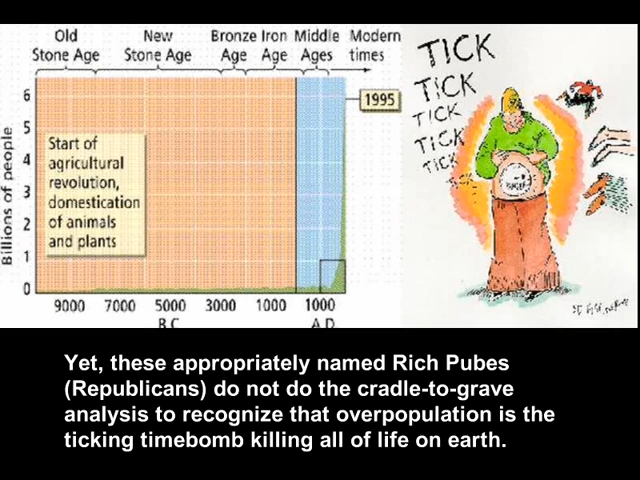 Old Stone Age
New Stone Age
Bronze Age
Iron Age
Middle Ages
Modern times
Billions of people
6
5
4
3
2
1
0
1995
Start of
agricultural
revolution,
domestication
of animals
and plants
9000 7000 5000 3000 1000 1000
B.C. A.D.
TICK
TICK
TICK
TICK
TICK
TICK
Yet, these appropriately named Rich Pubes
(Republicans) do not do the cradle-to-grave
analysis to recognize that overpopulation is the
ticking timebomb killing all of life on earth.